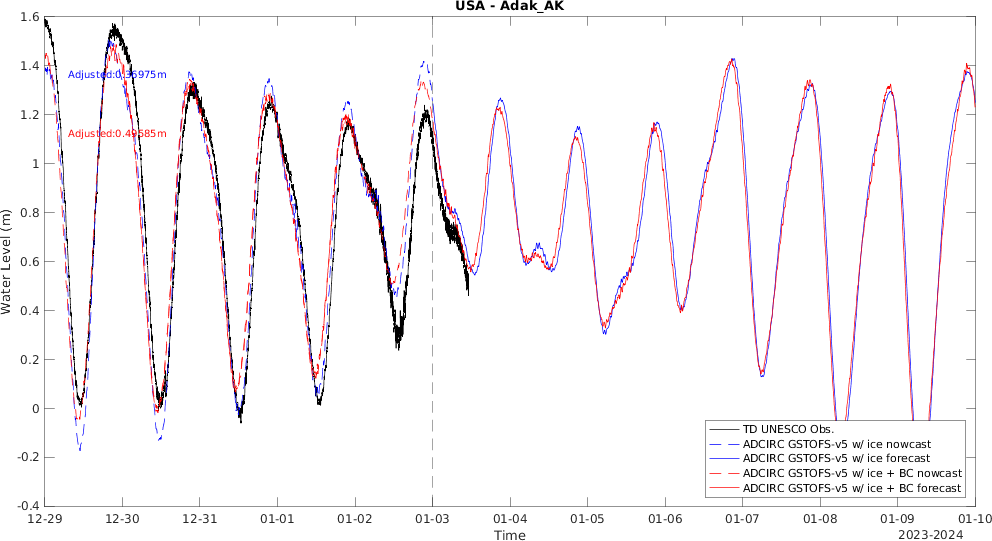 USA - Adak_AK
1.6
1.4
1.2
1
0.8
0.6
0.4
0.2
0
-0.2
-0.4
Water Level (m)
Adjusted:0.36975m
Adjusted:0.49685m
TD UNESCO Obs.
ADCIRC GSTOFS-v5 w/ ice nowcast
ADCIRC GSTOFS-v5 w/ ice forecast
ADCIRC GSTOFS-v5 w/ ice + BC nowcast
ADCIRC GSTOFS-v5 w/ ice + BC forecast
12-29 12-30 12-31 01-01 01-02 01-03 01-04 01-05 01-06 01-07 01-08 01-09 01-10
Time
2023-2024